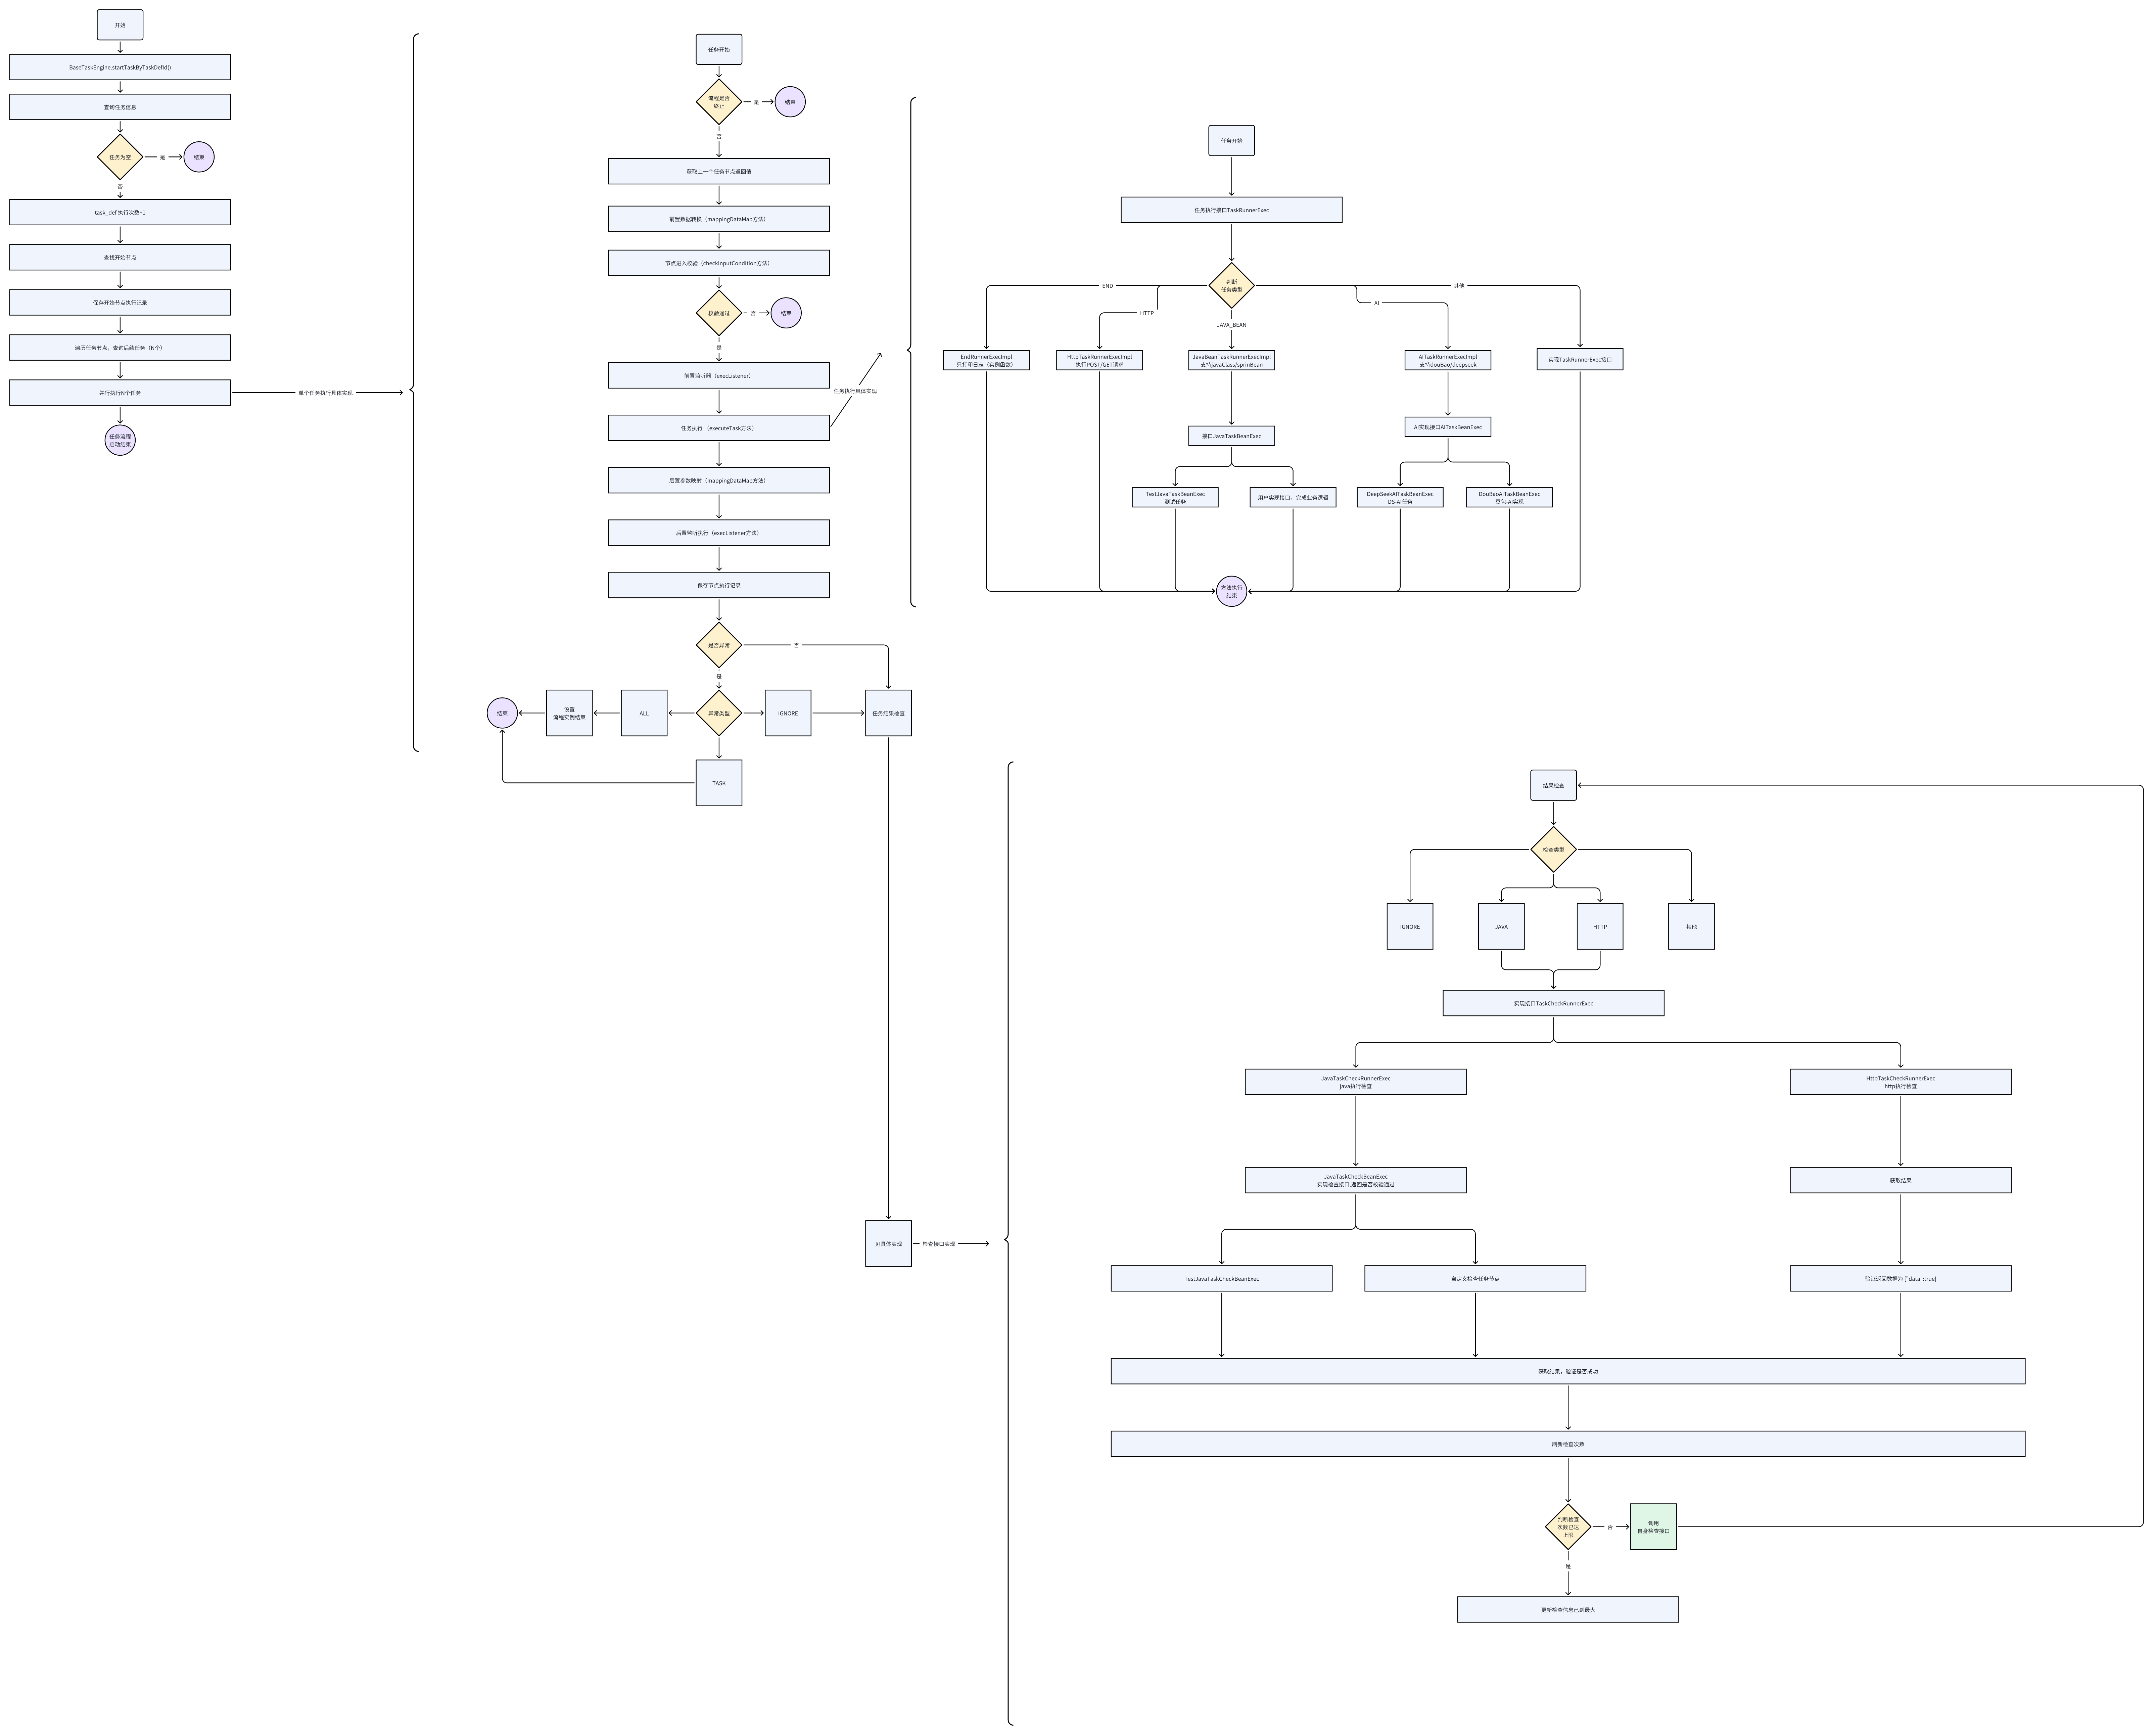 开始
BaseTaskEngine.startTaskByTaskDefId()
查询任务信息
任务为空
是
结束
否
task_def 执行次数+1
查找开始节点
保存开始节点执行记录
遍历任务节点，查询后续任务（N个）
并行执行N个任务
单个任务执行具体实现
任务流程
启动结束
任务开始
流程是否
终止
是
结束
否
获取上一个任务节点返回值
前置数据转换（mappingDataMap方法）
节点进入校验（checkInputCondition方法）
校验通过
否
结束
是
前置监听器（execListener）
任务执行 （executeTask方法）
任务执行具体实现
后置参数映射（mappingDataMap方法）
后置监听执行（execListener方法）
保存节点执行记录
是否异常
否
是
结束
设置
流程实例结束
ALL
异常类型
IGNORE
任务结果检查
TASK
见具体实现
检查接口实现
任务开始
任务执行接口TaskRunnerExec
判断
任务类型
END
HTTP
JAVA_BEAN
AI
其他
EndRunnerExecImpl
只打印日志（实例函数）
HttpTaskRunnerExecImpl
执行POST/GET请求
JavaBeanTaskRunnerExecImpl
支持javaClass/sprinBean
AITaskRunnerExecImpl
支持douBao/deepseek
实现TaskRunnerExec接口
接口JavaTaskBeanExec
AI实现接口AITaskBeanExec
TestJavaTaskBeanExec
测试任务
用户实现接口，完成业务逻辑
DeepSeekAITaskBeanExec
DS-AI任务
DouBaoAITaskBeanExec
豆包-AI实现
方法执行
结束
结果检查
检查类型
IGNORE
JAVA
HTTP
其他
实现接口TaskCheckRunnerExec
JavaTaskCheckRunnerExec
java执行检查
HttpTaskCheckRunnerExec
http执行检查
JavaTaskCheckBeanExec
实现检查接口,返回是否校验通过
获取结果
TestJavaTaskCheckBeanExec
自定义检查任务节点
验证返回数据为 {"data":true}
获取结果，验证是否成功
刷新检查次数
判断检查
次数已达
上限
否
调用
自身检查接口
是
更新检查信息已到最大